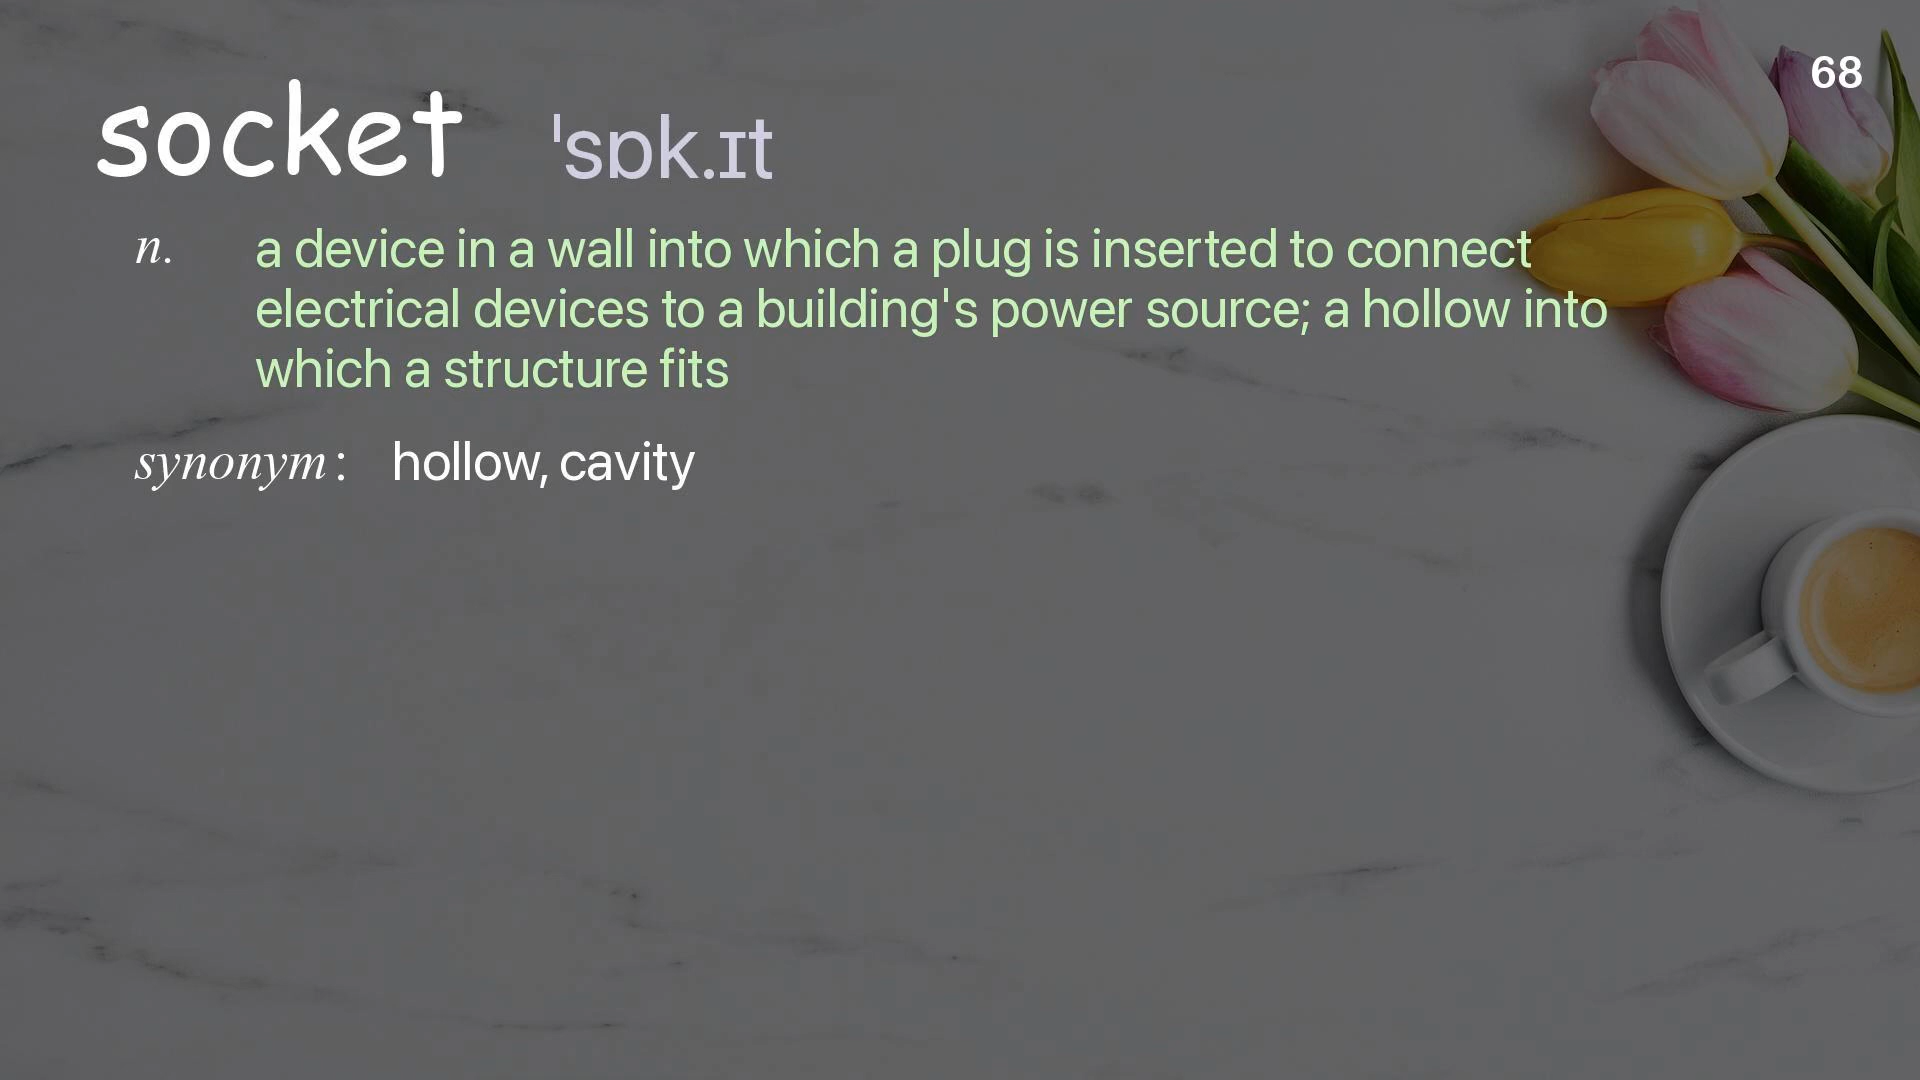 68
socket ˈsɒk.ɪt
n. a device in a wall into which a plug is inserted to connect
electrical devices to a building's power source; a hollow into
which a structure fits
synonym: hollow, cavity